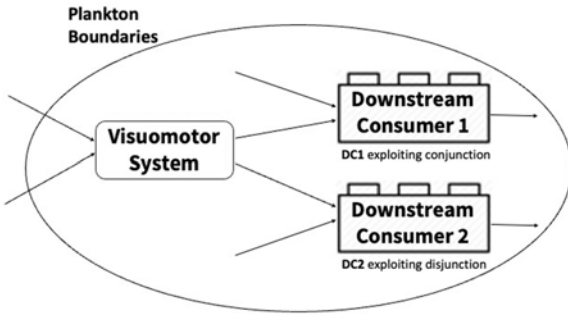 Plankton
Boundaries
Visuomotor
System
Downstream
Consumer 1
DC1 exploiting conjunction
Downstream
Consumer 2
DC2 exploiting disjunction